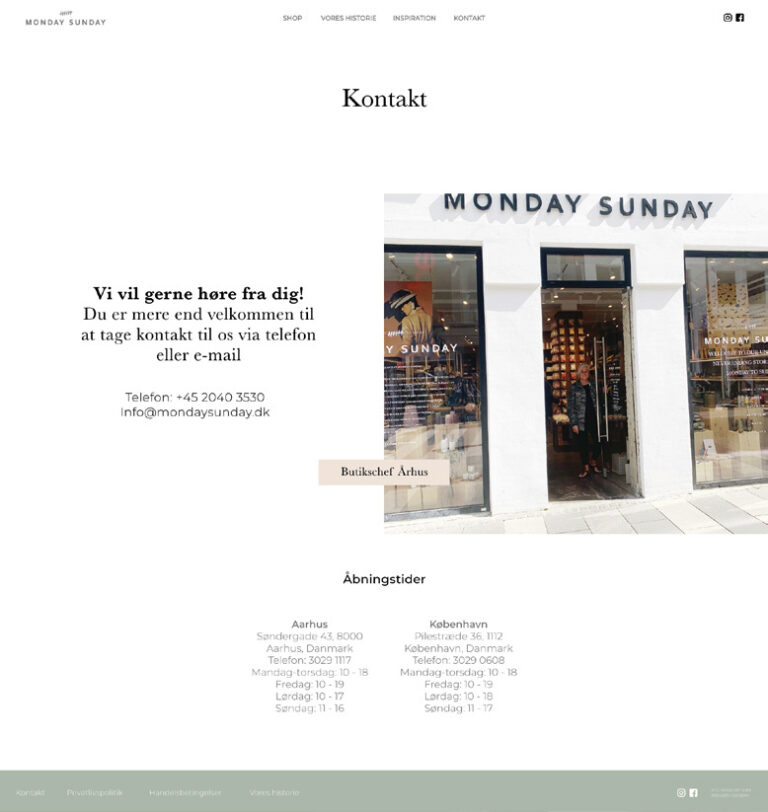 MONDAY SUNDAY
SHOP
VORES HISTORIE
INSPIRATION
KONTAKT
Kontakt
MONDAY SUNDAY
Vi vil gerne høre fra dig!
Du er mere end velkommen til
at tage kontakt til os via telefon
eller e-mail
Y SUNDAY
MONDAY SU
Telefon: +45 2040 3530
Info@mondaysunday.dk
Butikschef Århus
Åbningstider
Aarhus
Søndergade 43, 8000
Aarhus, Danmark
Telefon: 3029 1117
Mandag-torsdag: 10 - 18
Fredag: 10 - 19
Lørdag: 10 - 17
Søndag: 11 - 16
København
Pilestræde 36, 1112
København, Danmark
Telefon: 3029 0608
Mandag-torsdag: 10 - 18
Fredag: 10 - 19
Lørdag: 10 - 18
Søndag: 11 - 17
Kontakt
Privatlivspolitik
Handelsbetingelser
Vores historie